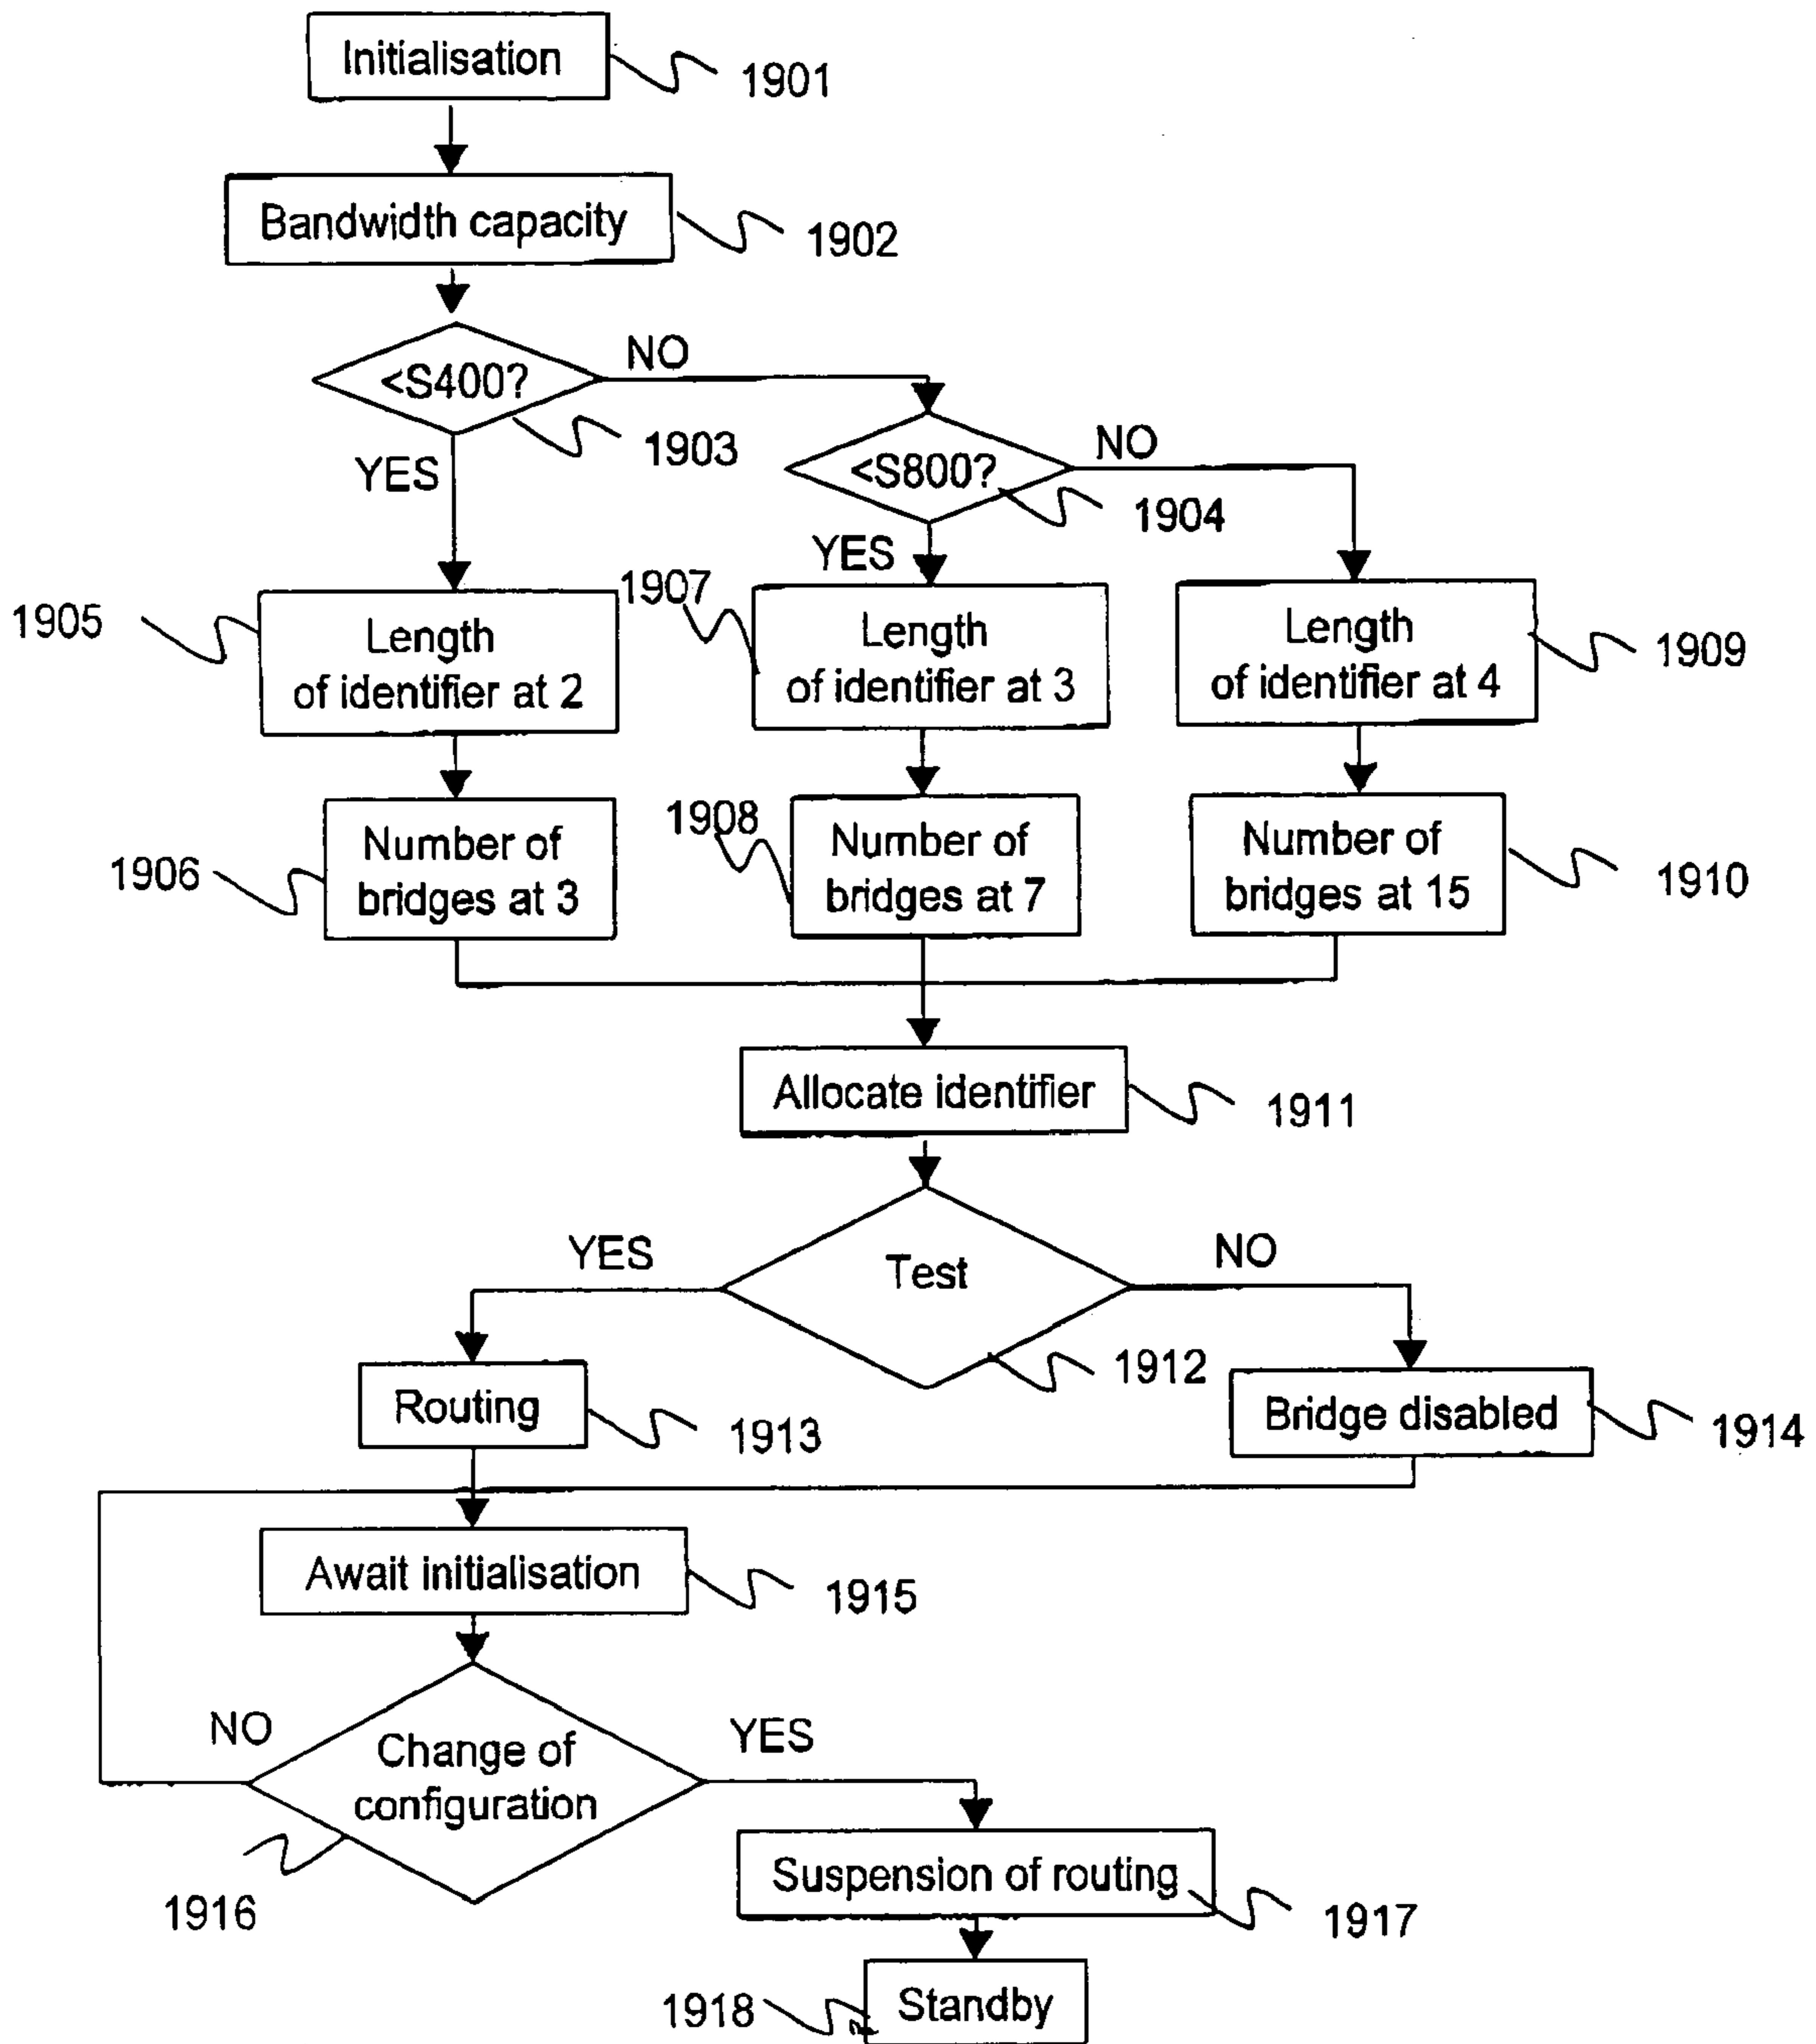 Initialisation
1901
Bandwidth capacity
1902
<S400?
NO
1903
YES
<S800?
NO
1904
YES
1905
Length
of identifier at 2
1907
Length
of identifier at 3
Length
of identifier at 4
1909
1906
Number of
bridges at 3
1908
Number of
bridges at 7
Number of
bridges at 15
1910
Allocate identifier
1911
YES
Test
NO
1912
Routing
1913
Bridge disabled
1914
Await initialisation
1915
NO
Change of
configuration
YES
1916
Suspension of routing
1917
1918
Standby